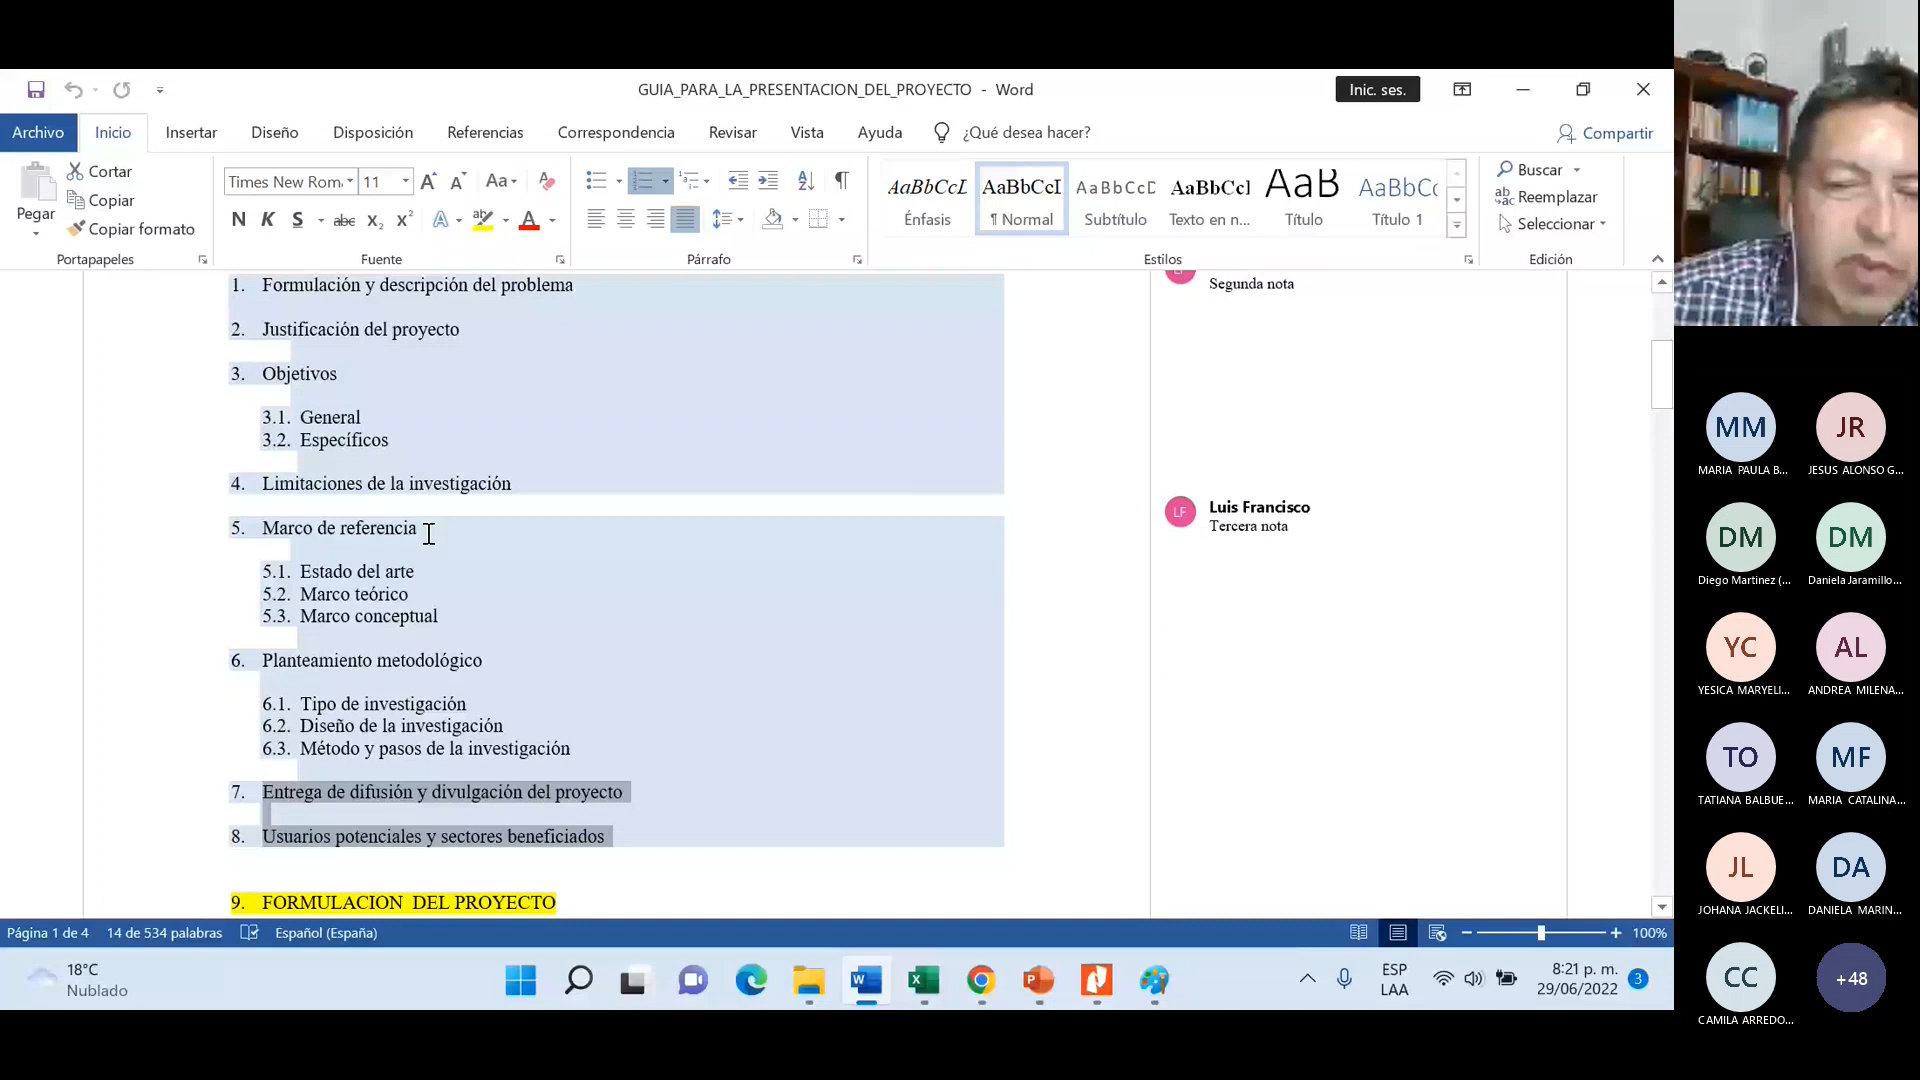 GUIA_PARA_LA_PRESENTACION_DEL_PROYECTO - Word
Inic. ses.
Archivo Inicio Insertar Diseño Disposición Referencias Correspondencia Revisar Vista Ayuda ¿Qué desea hacer? Compartir
Pegar
Cortar
Copiar
Copiar formato
Portapapeles
Times New Rom 11
Aa
N K S abc x₂ x² A A
Fuente
Párrafo
AaBbCcI AaBbCcI AaBbCcD AaBbCcI AaB AaBbCc
Énfasis ¶ Normal Subtítulo Texto en n... Título Título 1
Estilos
Buscar
Reemplazar
Seleccionar
Edición
1. Formulación y descripción del problema
2. Justificación del proyecto
3. Objetivos
3.1. General
3.2. Específicos
4. Limitaciones de la investigación
5. Marco de referencia
5.1. Estado del arte
5.2. Marco teórico
5.3. Marco conceptual
6. Planteamiento metodológico
6.1. Tipo de investigación
6.2. Diseño de la investigación
6.3. Método y pasos de la investigación
7. Entrega de difusión y divulgación del proyecto
8. Usuarios potenciales y sectores beneficiados
9. FORMULACION DEL PROYECTO
Segunda nota
LF Luis Francisco
Tercera nota
Página 1 de 4 14 de 534 palabras Español (España) 100%
18°C
Nublado
ESP
LAA
8:21 p. m.
29/06/2022
3
MM JR
MARIA PAULA B... JESUS ALONSO G...
DM DM
Diego Martinez (... Daniela Jaramillo...
YC AL
YESICA MARYELI... ANDREA MILENA...
TO MF
TATIANA BALBUE... MARIA CATALINA...
JL DA
JOHANA JACKELI... DANIELA MARIN...
CC +48
CAMILA ARREDO...